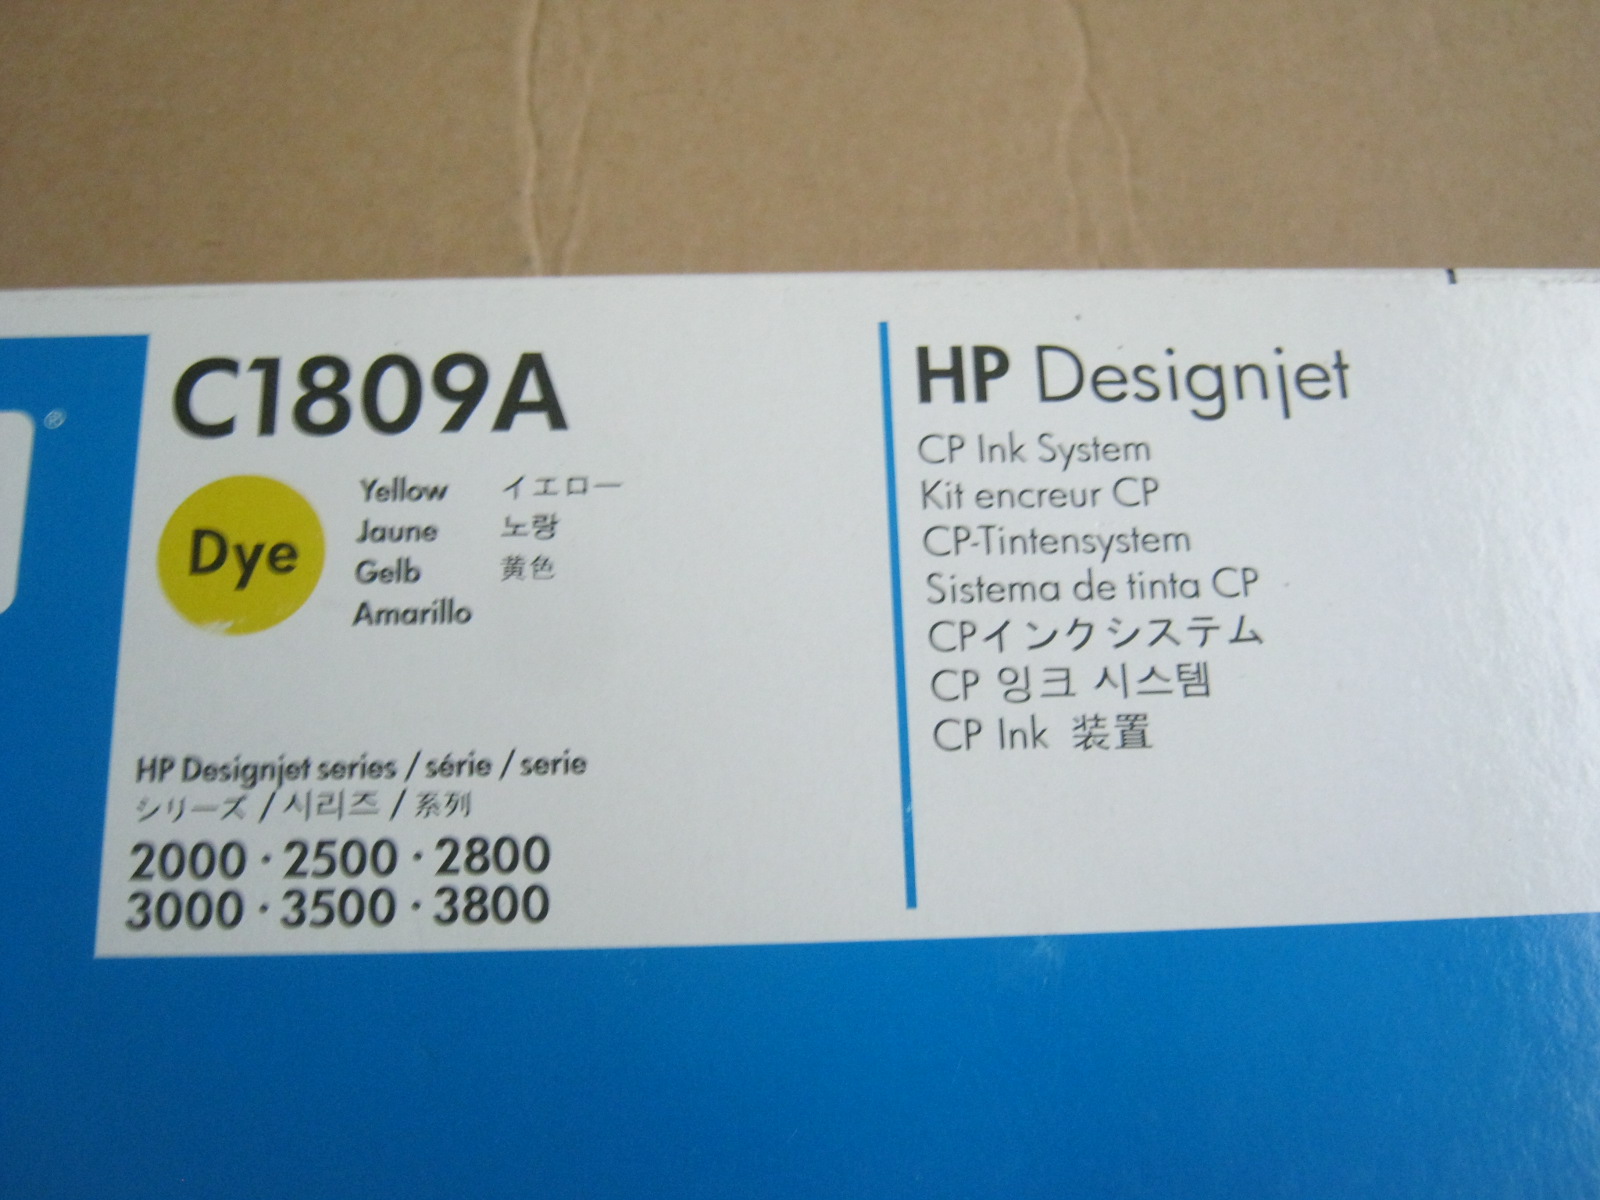 ®
C1809A
Dye
Yellow イエロー
Jaune 노랑
Gelb 黄色
Amarillo
HP Designjet series / série / serie
シリーズ / 시리즈 / 系列
2000 · 2500 · 2800
3000 · 3500 · 3800
HP Designjet
CP Ink System
Kit encreur CP
CP-Tintensystem
Sistema de tinta CP
CPインクシステム
CP 잉크 시스템
CP Ink 装置